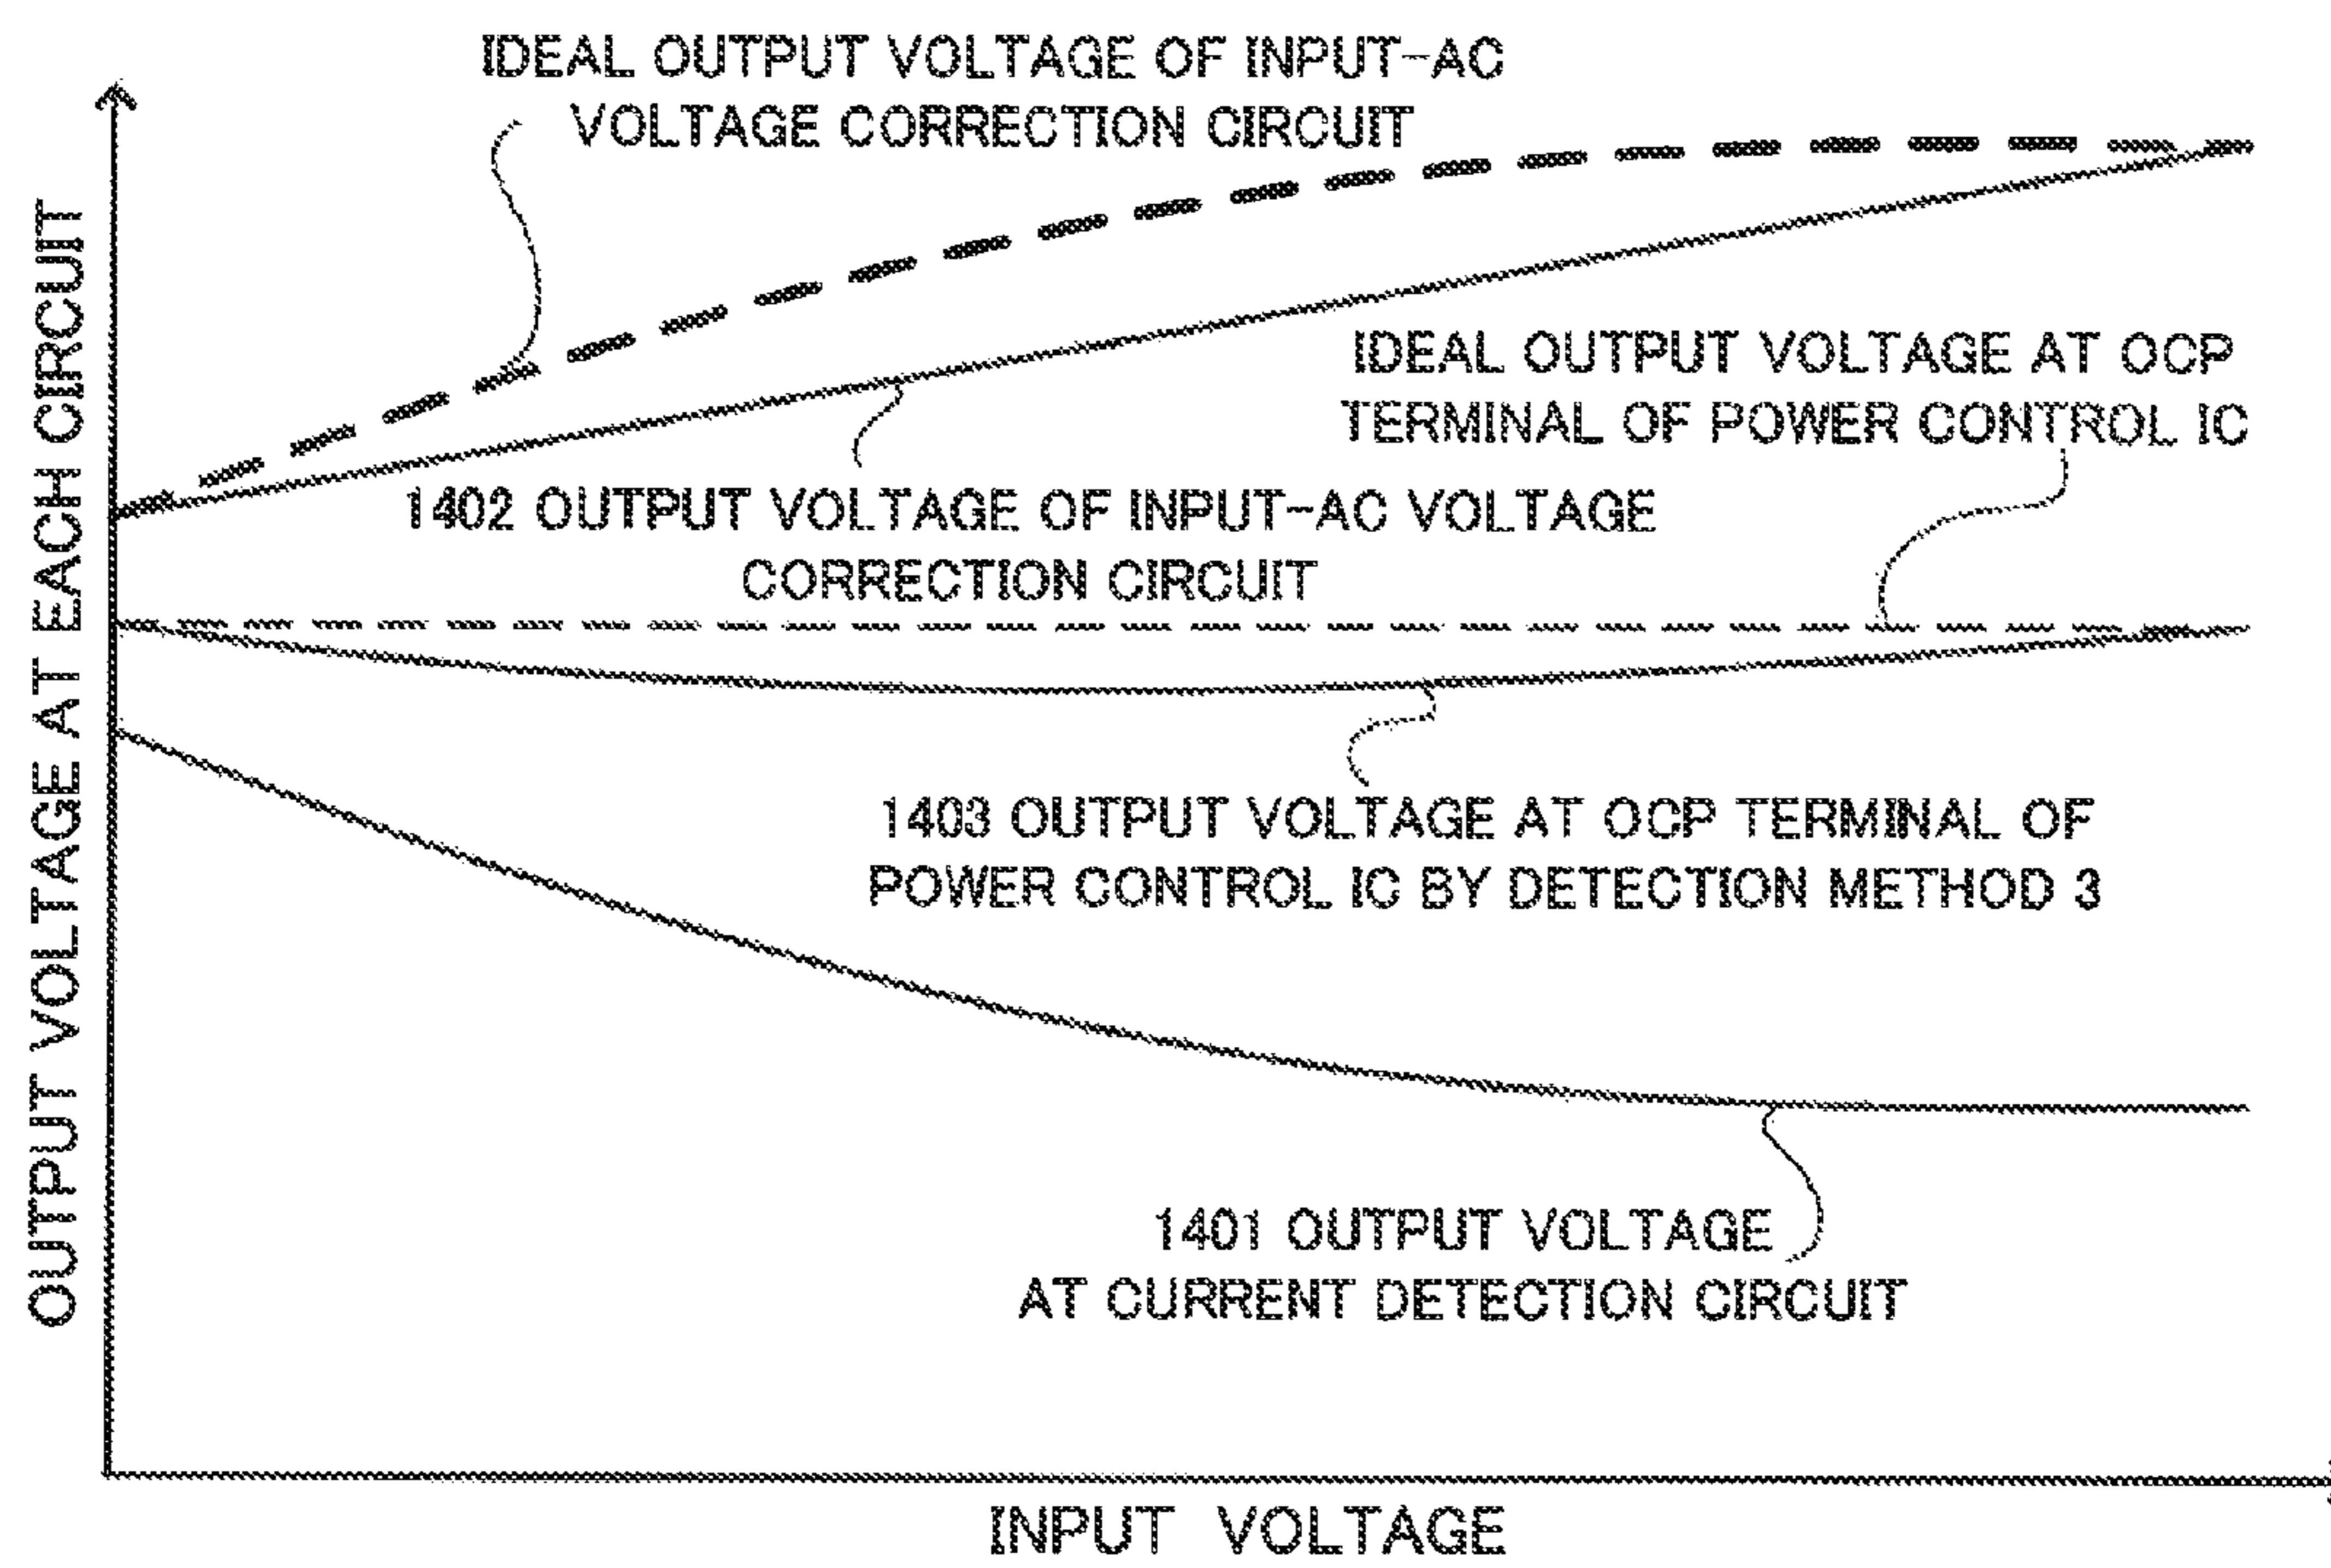 IDEAL OUTPUT VOLTAGE OF INPUT-AC
VOLTAGE CORRECTION CIRCUIT
OUTPUT VOLTAGE AT EACH CIRCUIT
IDEAL OUTPUT VOLTAGE AT OCP
TERMINAL OF POWER CONTROL IC
1402 OUTPUT VOLTAGE OF INPUT-AC VOLTAGE
CORRECTION CIRCUIT
1403 OUTPUT VOLTAGE AT OCP TERMINAL OF
POWER CONTROL IC BY DETECTION METHOD 3
1401 OUTPUT VOLTAGE
AT CURRENT DETECTION CIRCUIT
INPUT VOLTAGE